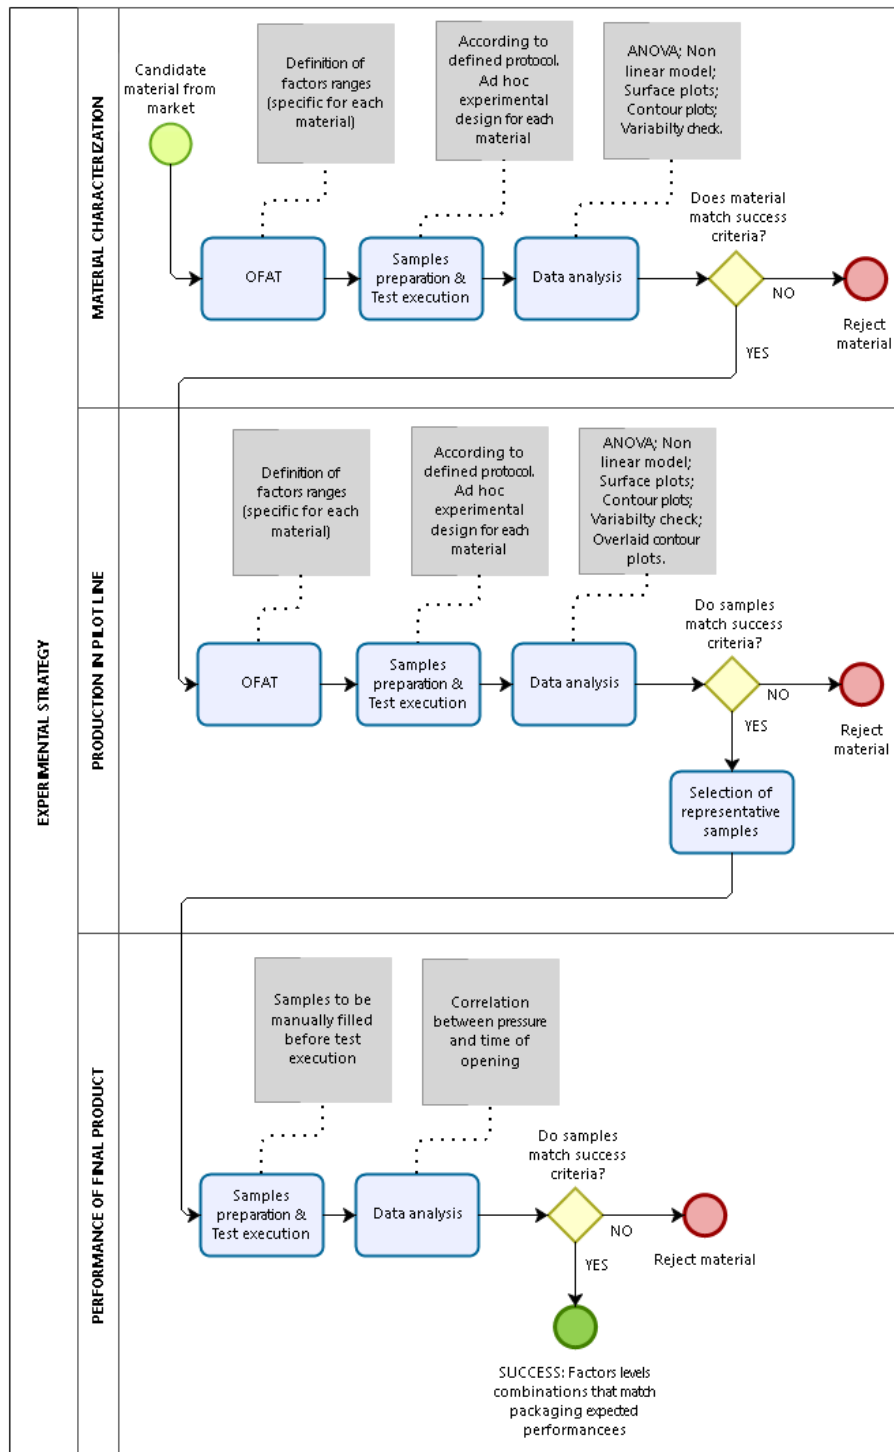 EXPERIMENTAL STRATEGY
MATERIAL CHARACTERIZATION
Candidate
material from
market
Definition of
factors ranges
(specific for each
material)
According to
defined protocol.
Ad hoc
experimental
design for each
material
ANOVA; Non
linear model;
Surface plots;
Contour plots;
Variabilty check.
OFAT
Samples
preparation &
Test execution
Data analysis
Does material
match success
criteria?
NO
YES
Reject
material
PRODUCTION IN PILOT LINE
Definition of
factors ranges
(specific for each
material)
According to
defined protocol.
Ad hoc
experimental
design for each
material
ANOVA; Non
linear model;
Surface plots;
Contour plots;
Variabilty check;
Overlaid contour
plots.
OFAT
Samples
preparation &
Test execution
Data analysis
Do samples
match success
criteria?
NO
YES
Reject
material
Selection of
representative
samples
PERFORMANCE OF FINAL PRODUCT
Samples to be
manually filled
before test
execution
Correlation
between pressure
and time of
opening
Samples
preparation &
Test execution
Data analysis
Do samples
match success
criteria?
NO
YES
Reject material
SUCCESS: Factors levels
combinations that match
packaging expected
performancees